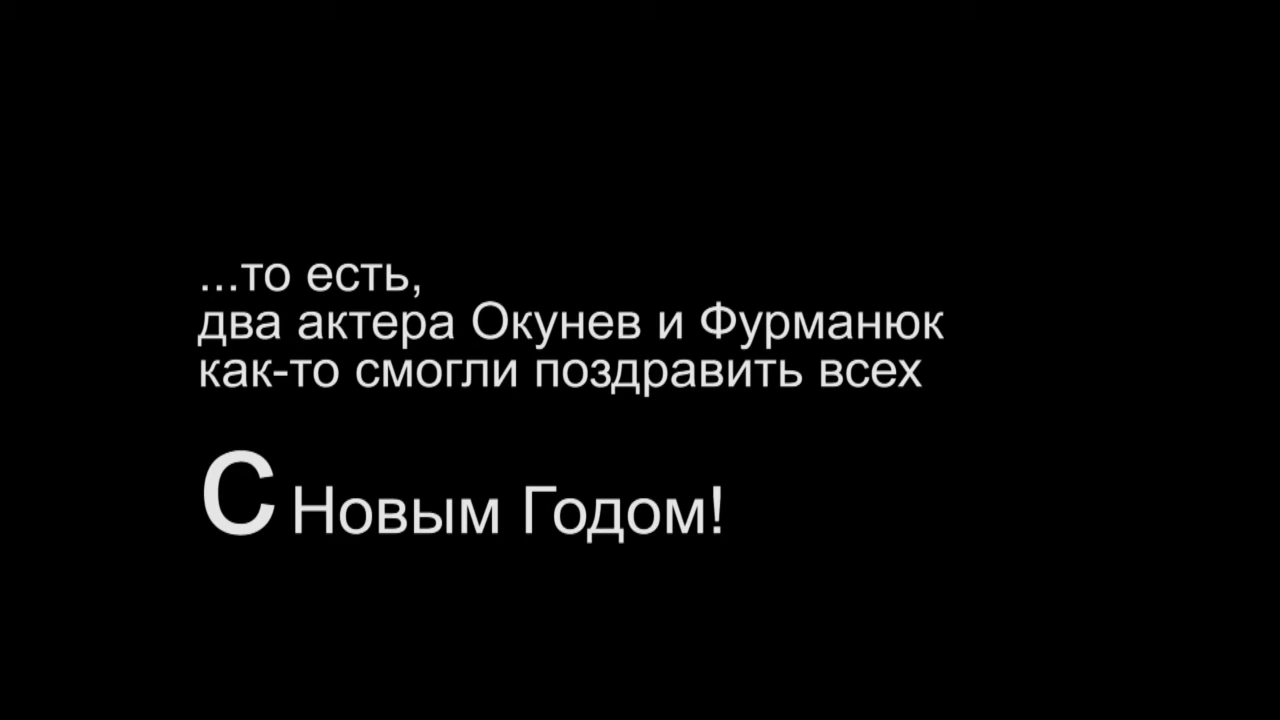 ...то есть,
два актера Окунев и Фурманюк
как-то смогли поздравить всех
С Новым Годом!